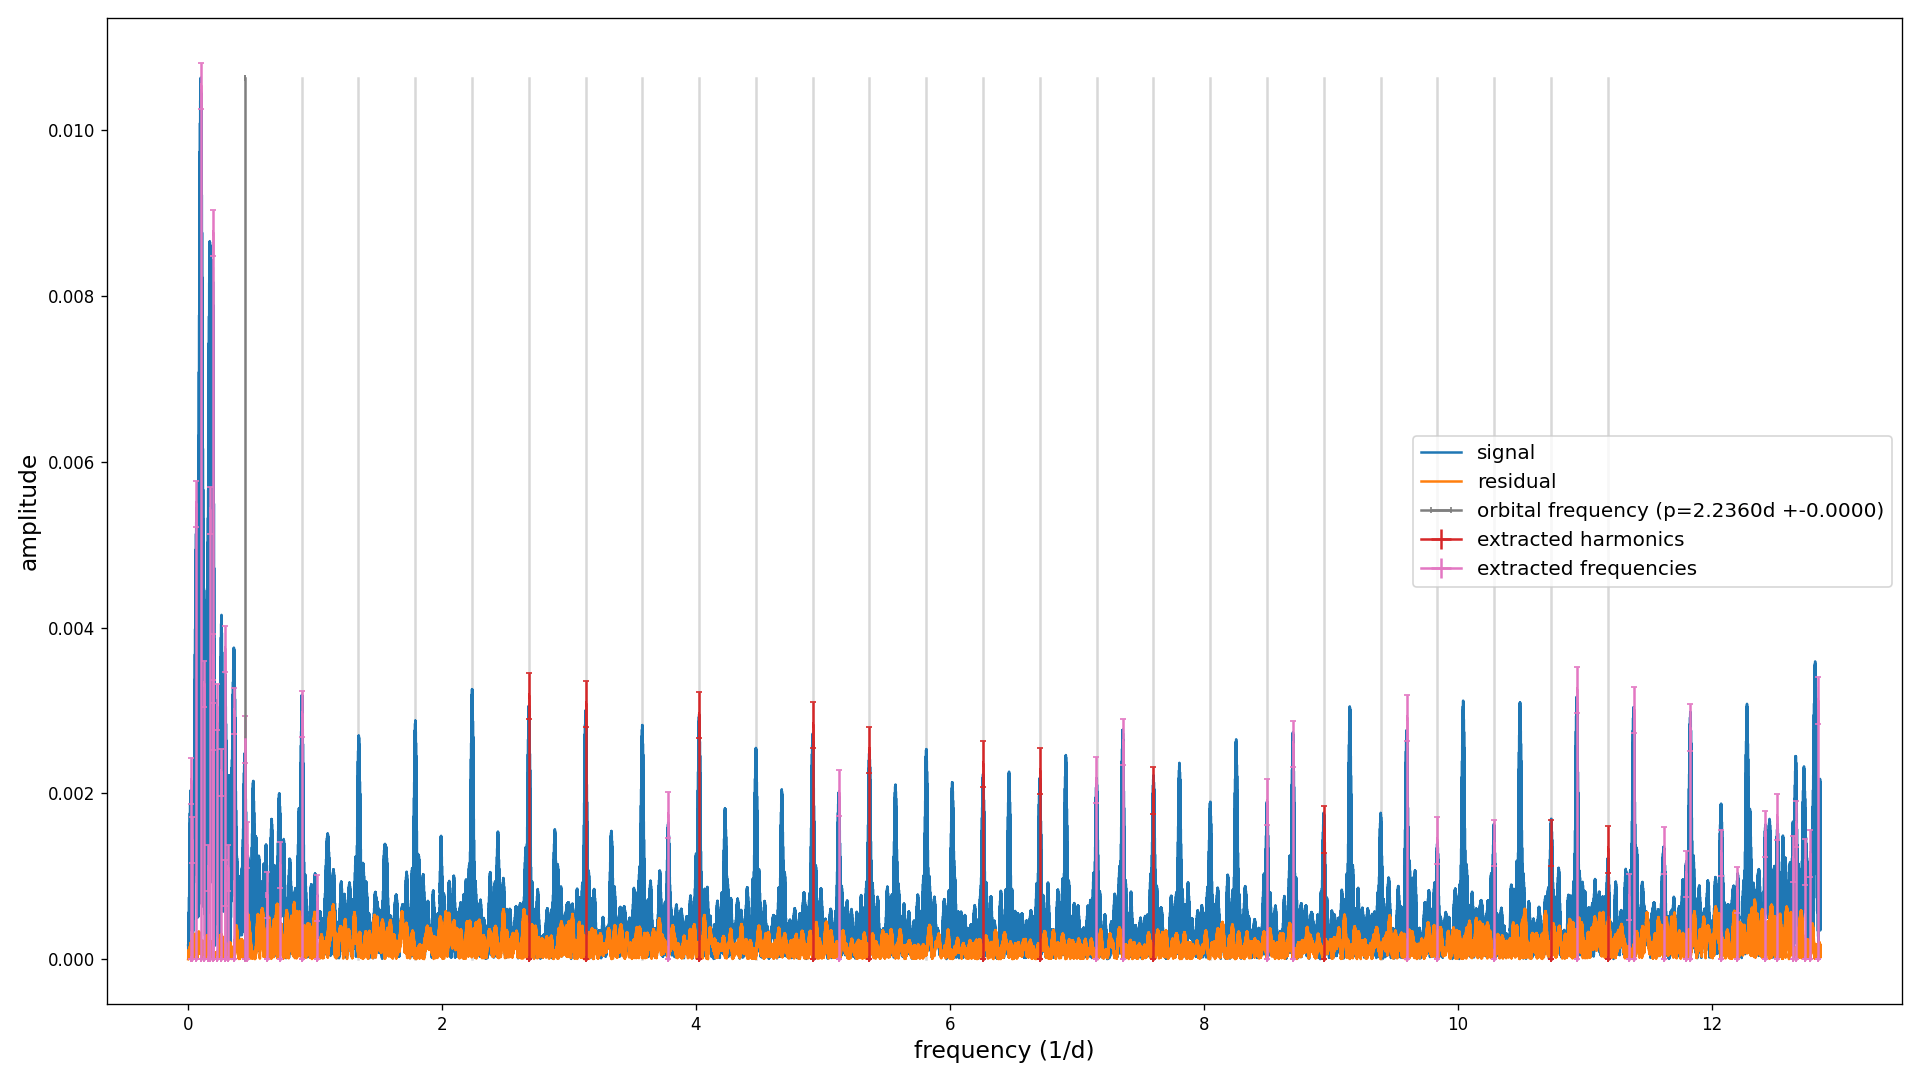 amplitude
0.010
0.008
0.006
0.004
0.002
0.000
signal
residual
orbital frequency (p=2.2360d +-0.0000)
extracted harmonics
extracted frequencies
0 2 4 6 8 10 12
frequency (1/d)